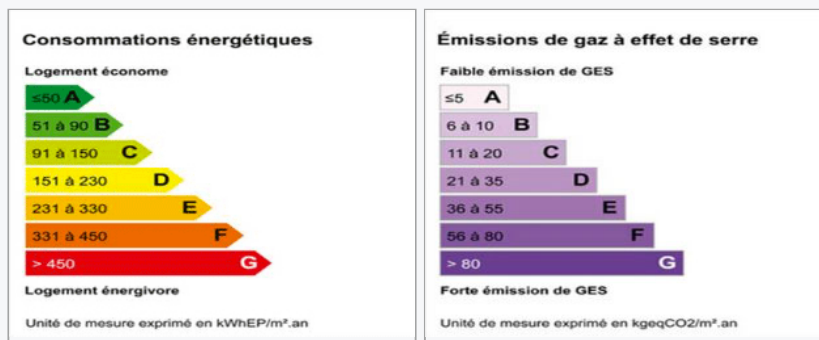 Consommations énergétiques
Logement économe
≤50 A
51 à 90 B
91 à 150 C
151 à 230 D
231 à 330 E
331 à 450 F
> 450 G
Logement énergivore
Unité de mesure exprimé en kWhEP/m².an
Émissions de gaz à effet de serre
Faible émission de GES
≤5 A
6 à 10 B
11 à 20 C
21 à 35 D
36 à 55 E
56 à 80 F
> 80 G
Forte émission de GES
Unité de mesure exprimé en kgeqCO2/m².an